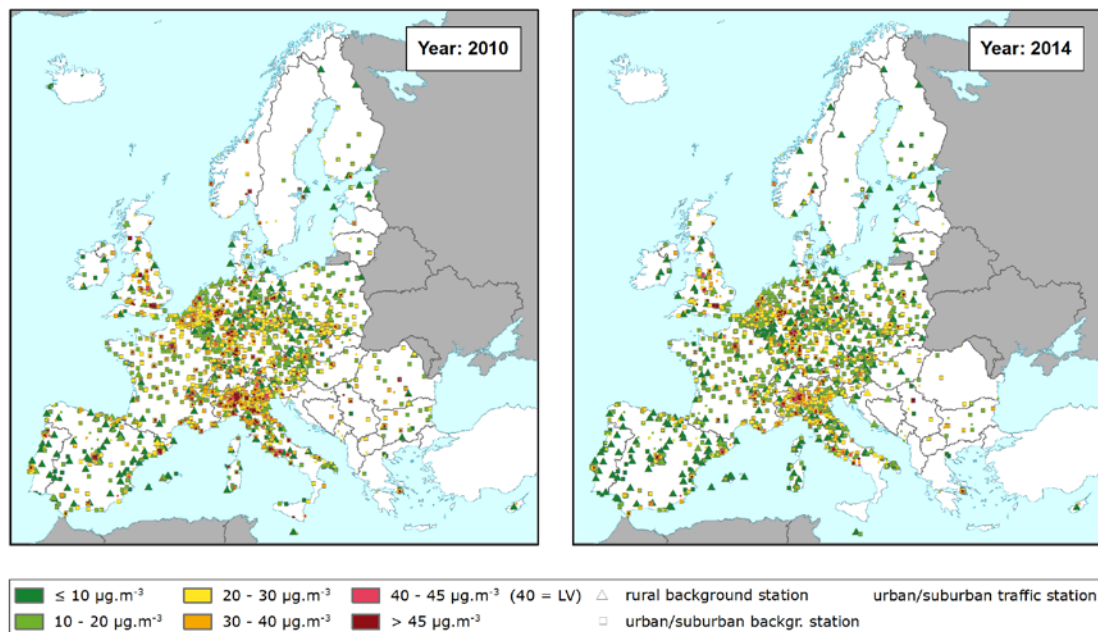 Year: 2010
Year: 2014
≤ 10 µg.m⁻³
20 - 30 µg.m⁻³
40 - 45 µg.m⁻³ (40 = LV)
rural background station
urban/suburban traffic station
10 - 20 µg.m⁻³
30 - 40 µg.m⁻³
> 45 µg.m⁻³
urban/suburban backgr. station